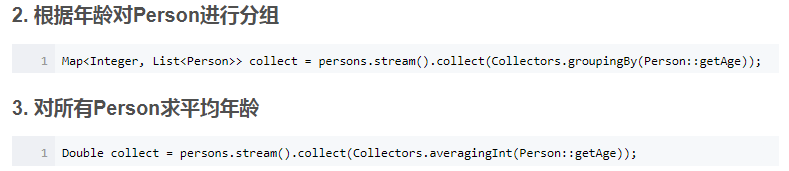 2. 根据年龄对Person进行分组
1 Map<Integer, List<Person>> collect = persons.stream().collect(Collectors.groupingBy(Person::getAge));
3. 对所有Person求平均年龄
1 Double collect = persons.stream().collect(Collectors.averagingInt(Person::getAge));